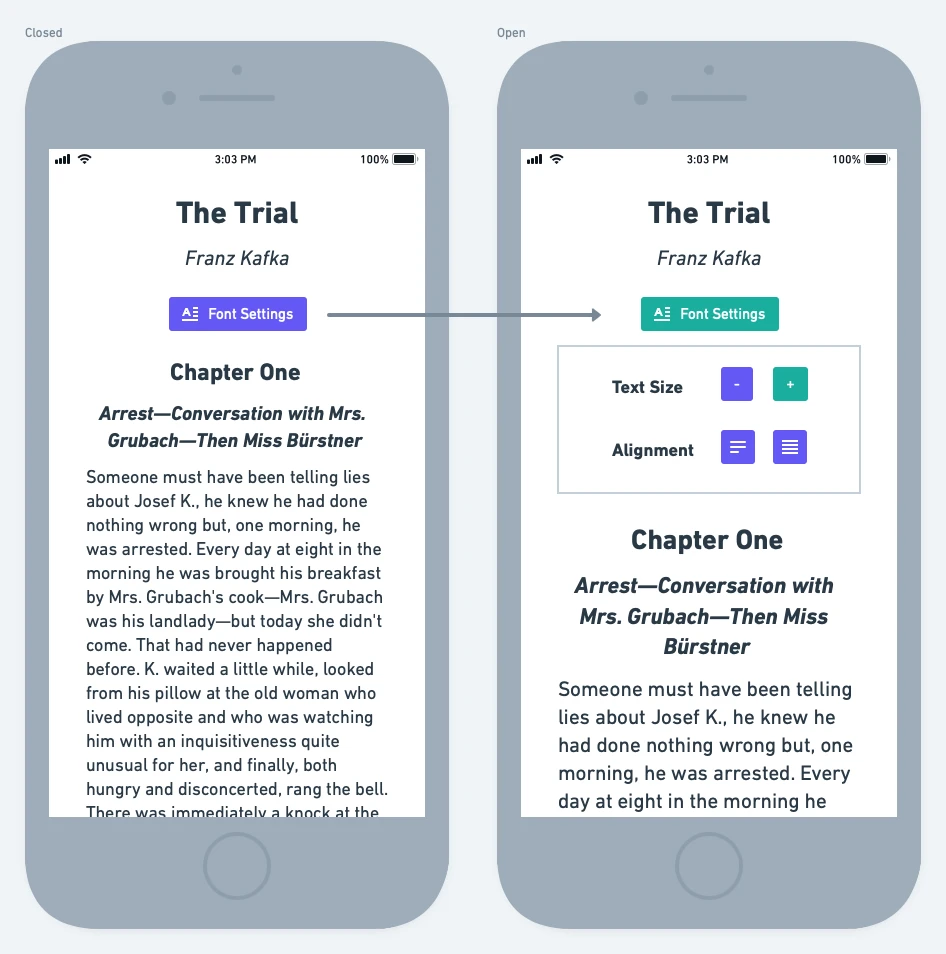 Closed
3:03 PM
100%
The Trial
Franz Kafka
Font Settings
Chapter One
Arrest—Conversation with Mrs.
Grubach—Then Miss Bürstner
Someone must have been telling lies
about Josef K., he knew he had done
nothing wrong but, one morning, he
was arrested. Every day at eight in the
morning he was brought his breakfast
by Mrs. Grubach's cook—Mrs. Grubach
was his landlady—but today she didn't
come. That had never happened
before. K. waited a little while, looked
from his pillow at the old woman who
lived opposite and who was watching
him with an inquisitiveness quite
unusual for her, and finally, both
hungry and disconcerted, rang the bell.
There was immediately a knock at the
Open
3:03 PM
100%
The Trial
Franz Kafka
Font Settings
Text Size
-
+
Alignment
Chapter One
Arrest—Conversation with
Mrs. Grubach—Then Miss
Bürstner
Someone must have been telling
lies about Josef K., he knew he
had done nothing wrong but, one
morning, he was arrested. Every
day at eight in the morning he